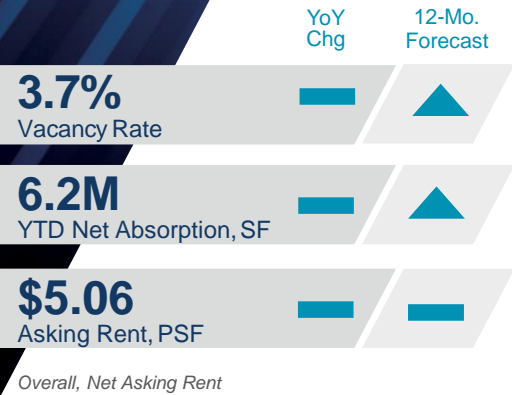 YoY
Chg
12-Mo.
Forecast
3.7%
Vacancy Rate
6.2M
YTD Net Absorption, SF
$5.06
Asking Rent, PSF
Overall, Net Asking Rent